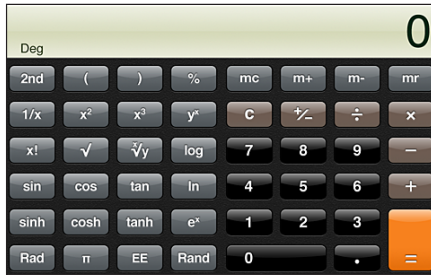 0
Deg
2nd ( ) % mc m+ m- mr
1/x x² x³ yˣ C +/− ÷ ×
x! √ ˣ√y log 7 8 9 −
sin cos tan ln 4 5 6 +
sinh cosh tanh eˣ 1 2 3
Rad π EE Rand 0 . =